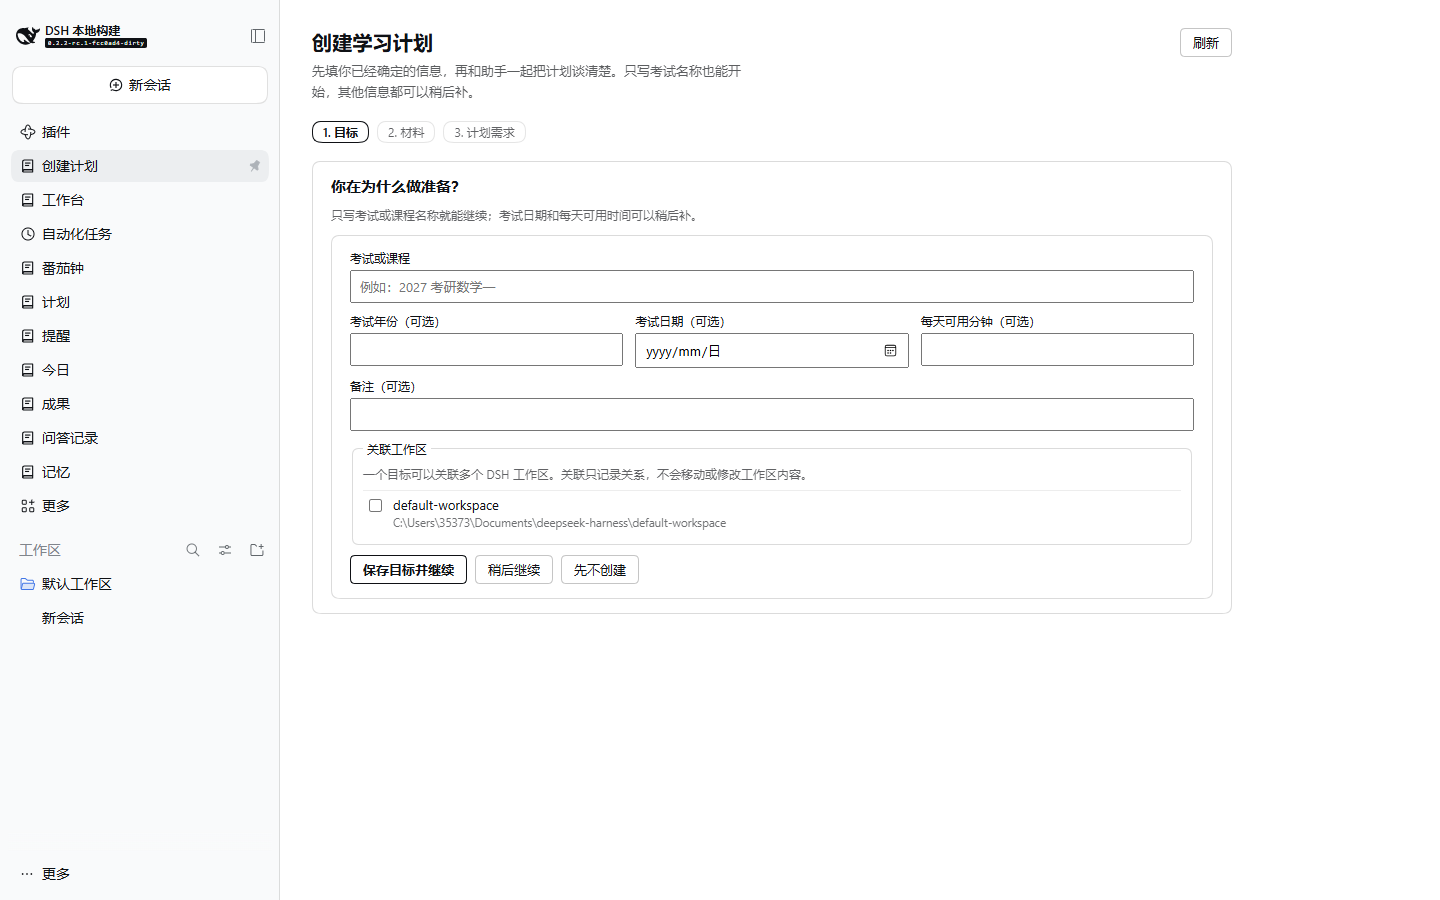 DSH 本地构建
0.3.2-rc.1-fcc0ad4-dirty
新会话
插件
创建计划
工作台
自动化任务
番茄钟
计划
提醒
今日
成果
问答记录
记忆
更多
工作区
默认工作区
新会话
更多
创建学习计划
刷新
先填你已经确定的信息，再和助手一起把计划谈清楚。只写考试名称也能开
始，其他信息都可以稍后补。
1. 目标
2. 材料
3. 计划需求
你在为什么做准备？
只写考试或课程名称就能继续；考试日期和每天可用时间可以稍后补。
考试或课程
例如：2027 考研数学一
考试年份（可选）
考试日期（可选）
每天可用分钟（可选）
yyyy/mm/日
备注（可选）
关联工作区
一个目标可以关联多个 DSH 工作区。关联只记录关系，不会移动或修改工作区内容。
default-workspace
C:\Users\35373\Documents\deepseek-harness\default-workspace
保存目标并继续
稍后继续
先不创建